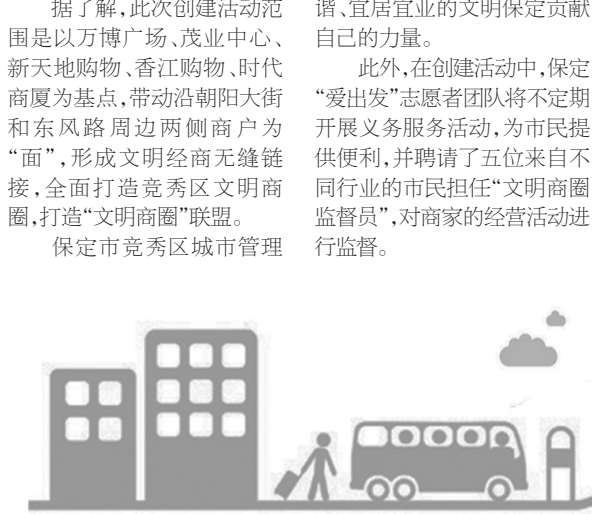 据了解,此次创建活动范
围是以万博广场、茂业中心、
新天地购物、香江购物、时代
商厦为基点,带动沿朝阳大街
和东风路周边两侧商户为
“面”,形成文明经商无缝链
接,全面打造竞秀区文明商
圈,打造“文明商圈”联盟。
保定市竞秀区城市管理
谐、宜居宜业的文明保定贡献
自己的力量。
此外,在创建活动中,保定
“爱出发”志愿者团队将不定期
开展义务服务活动,为市民提
供便利,并聘请了五位来自不
同行业的市民担任“文明商圈
监督员”,对商家的经营活动进
行监督。